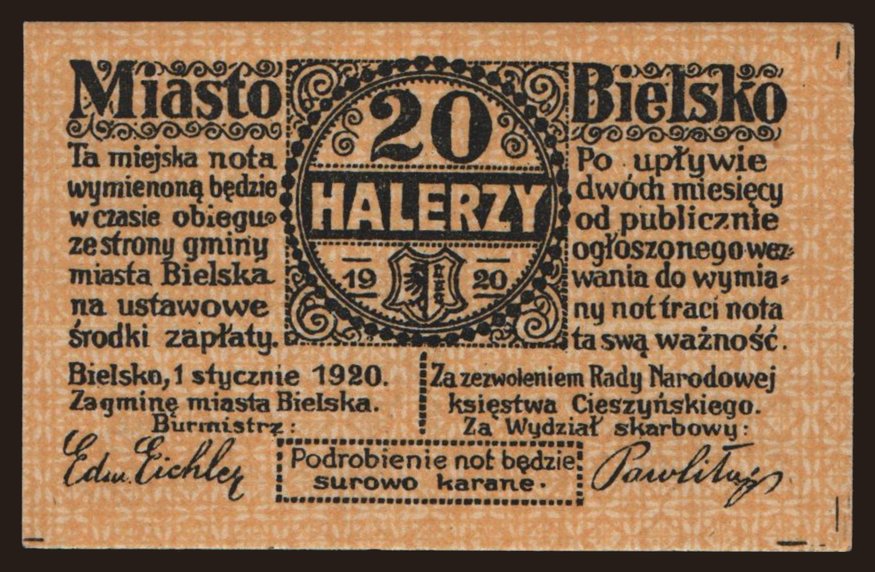 Miasto
Bielsko
20
HALERZY
19 20
Ta miejska nota
wymienoną będzie
w czasie obiegu
ze strony gminy
miasta Bielska
na ustawowe
środki zapłaty.
Po upływie
dwóch miesięcy
od publicznie
ogłoszonego wez-
wania do wymia-
ny not traci nota
ta swą ważność.
Bielsko, 1 stycznie 1920.
Za gminę miasta Bielska.
Burmistrz:
Za zezwoleniem Rady Narodowej
księstwa Cieszyńskiego.
Za Wydział skarbowy:
Edm. Eichler
Podrobienie not będzie
surowo karane.